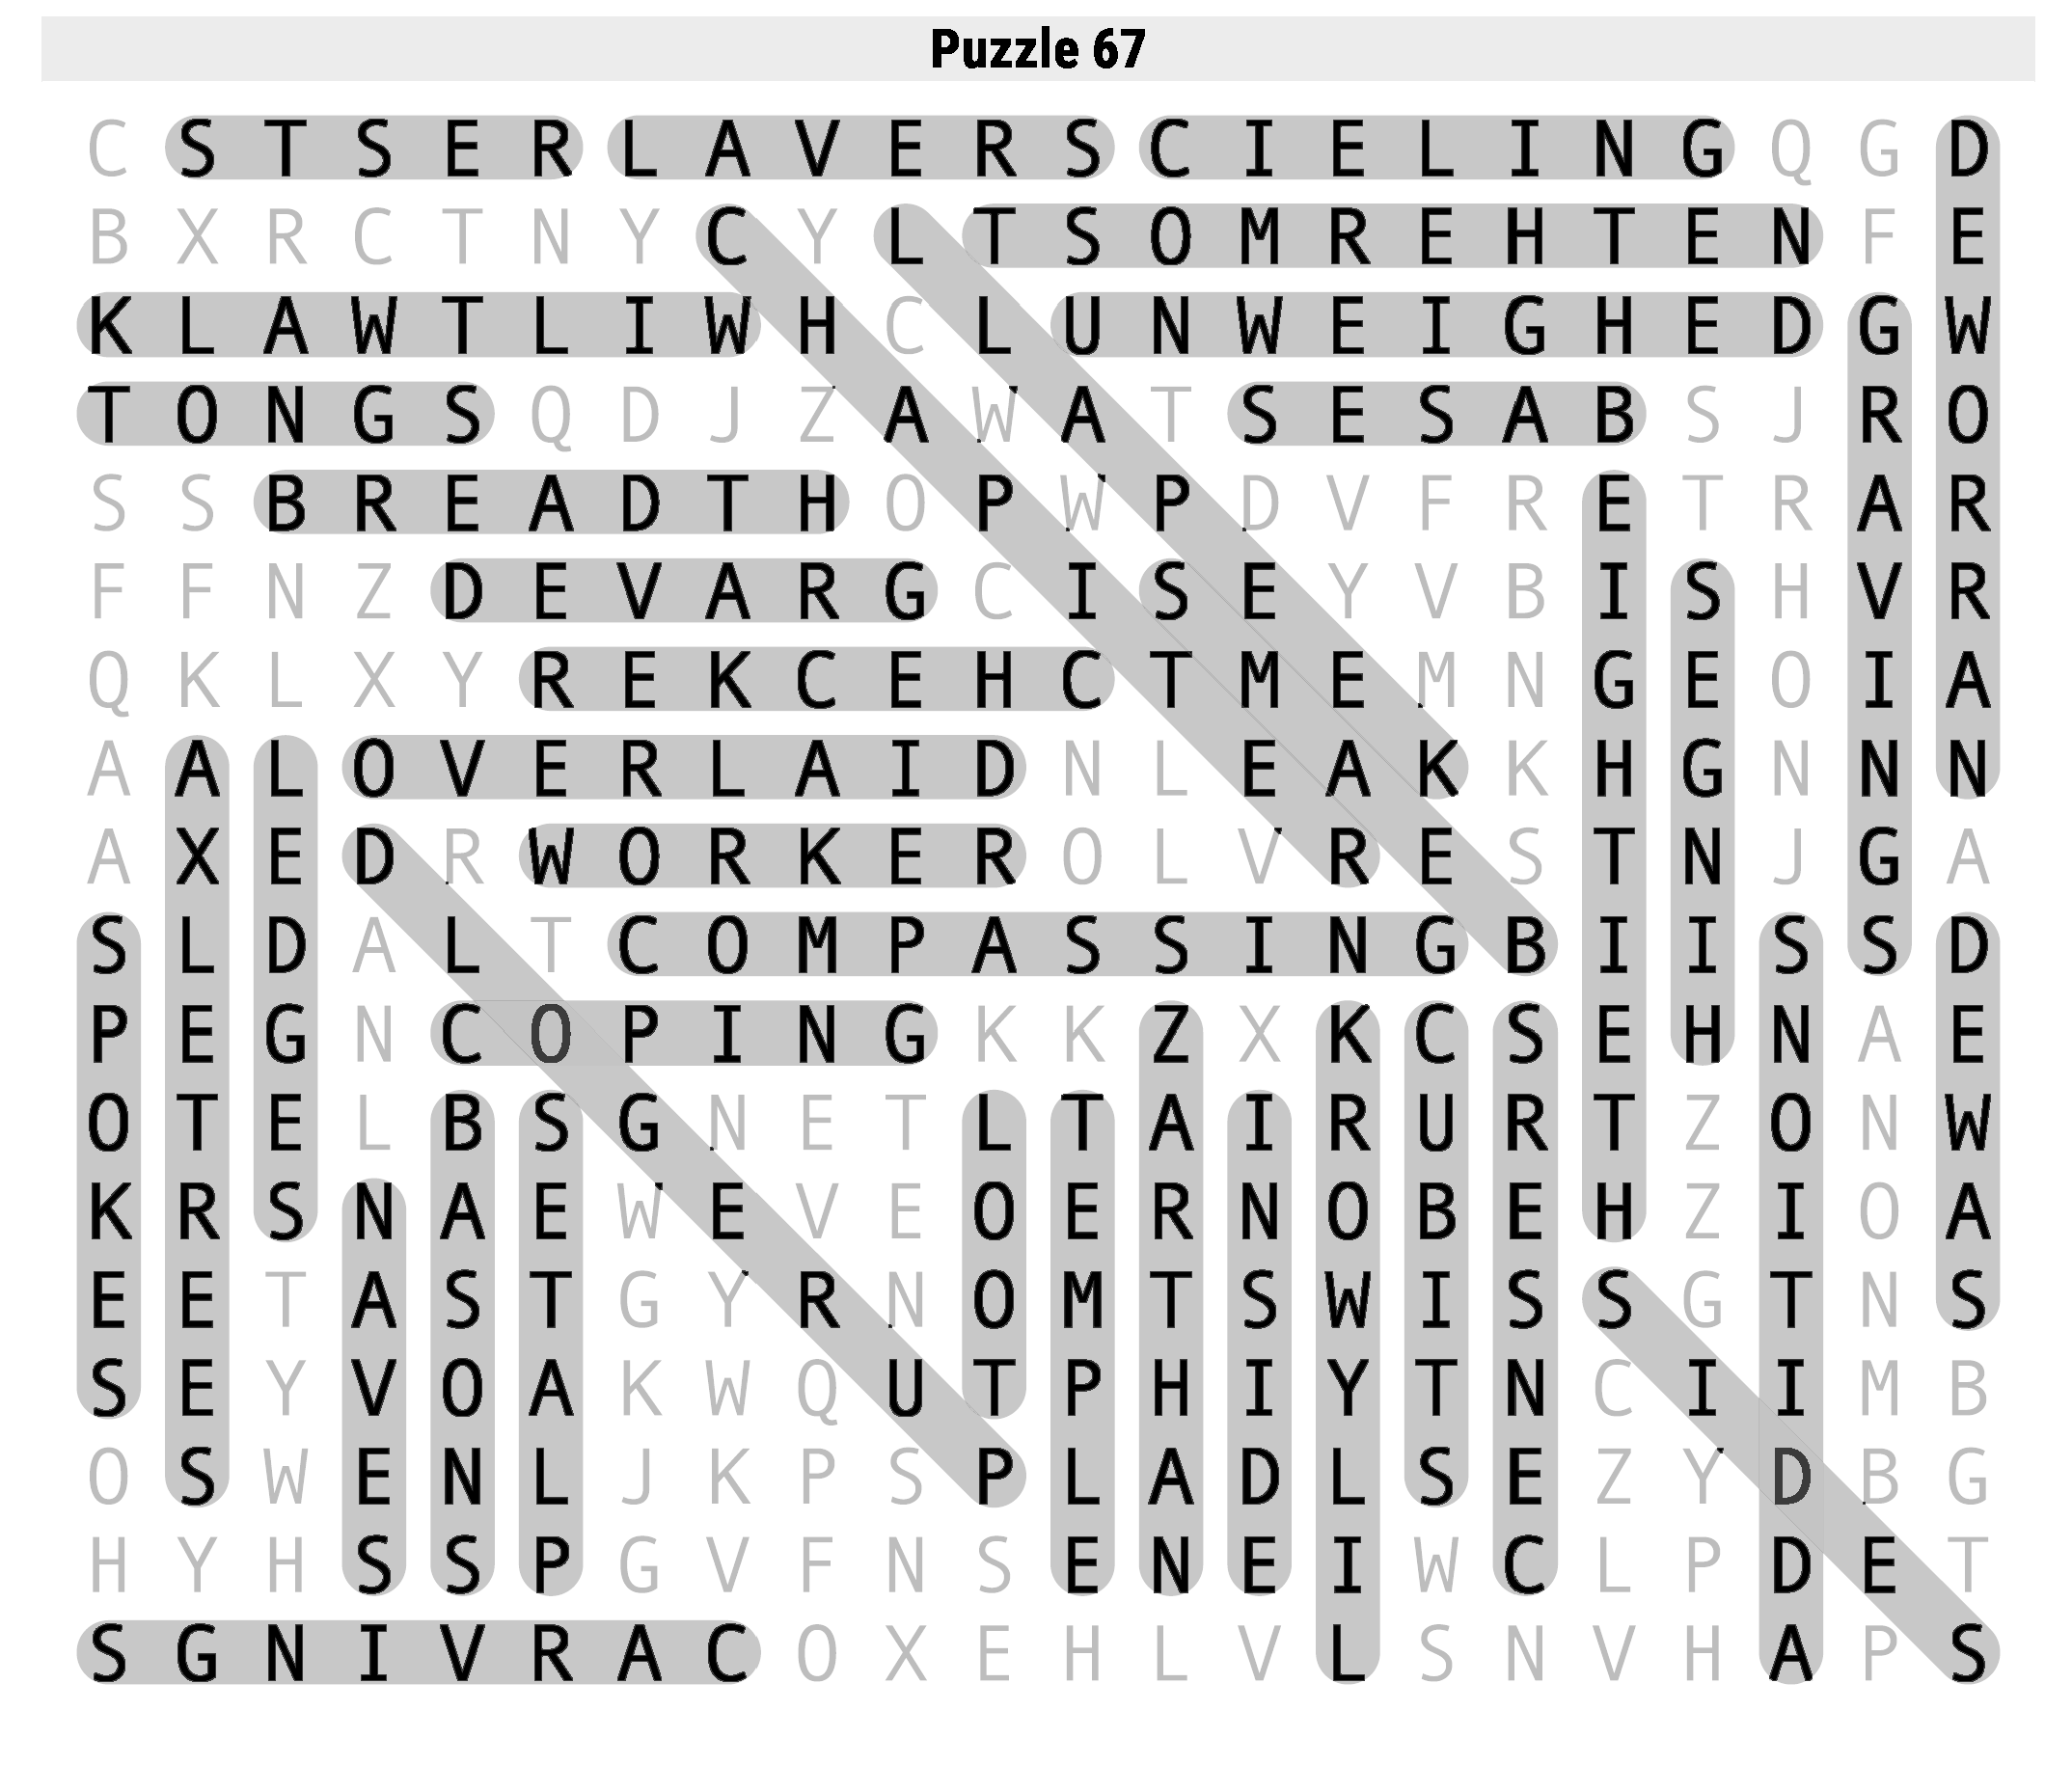 Puzzle 67
C S T S E R L A V E R S C I E L I N G Q G D
B X R C T N Y C Y L T S O M R E H T E N F E
K L A W T L I W H C L U N W E I G H E D G W
T O N G S Q D J Z A W A T S E S A B S J R O
S S B R E A D T H O P W P D V F R E T R A R
F F N Z D E V A R G C I S E Y V B I S H V R
Q K L X Y R E K C E H C T M E M N G E O I A
A A L O V E R L A I D N L E A K K H G N N N
A X E D R W O R K E R O L V R E S T N J G A
S L D A L T C O M P A S S I N G B I I S S D
P E G N C O P I N G K K Z X K C S E H N A E
O T E L B S G N E T L T A I R U R T Z O N W
K R S N A E W E V E O E R N O B E H Z I O A
E E T A S T G Y R N O M T S W I S S G T N S
S E Y V O A K W Q U T P H I Y T N C I I M B
O S W E N L J K P S P L A D L S E Z Y D B G
H Y H S S P G V F N S E N E I W C L P D E T
S G N I V R A C O X E H L V L S N V H A P S